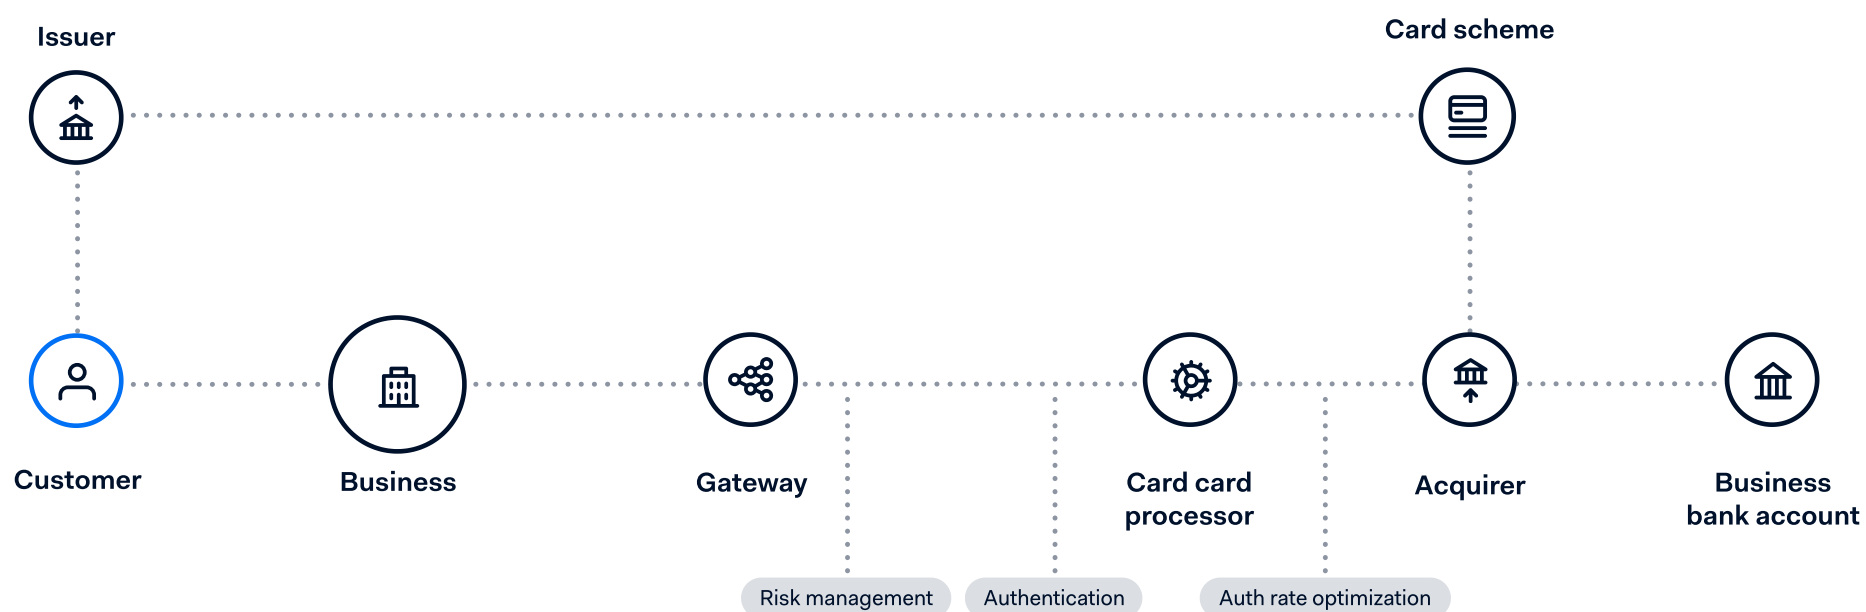 Issuer
Card scheme
Customer
Business
Gateway
Card card
processor
Acquirer
Business
bank account
Risk management
Authentication
Auth rate optimization